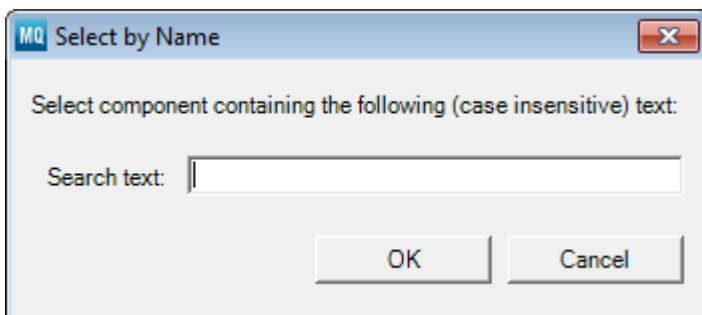 MQ Select by Name
Select component containing the following (case insensitive) text:
Search text:
OK Cancel